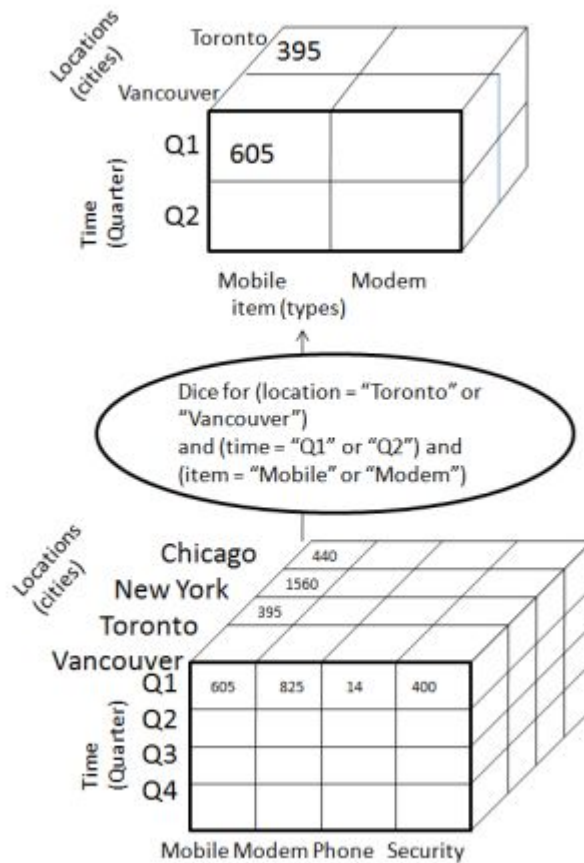 Locations
(cities)
Toronto
395
Vancouver
Q1
605
Q2
Time
(Quarter)
Mobile Modem
item (types)
Dice for (location = “Toronto” or
“Vancouver”)
and (time = “Q1” or “Q2”) and
(item = “Mobile” or “Modem”)
Locations
(cities)
Chicago 440
New York 1560
Toronto 395
Vancouver
Q1 605 825 14 400
Q2
Q3
Q4
Time
(Quarter)
Mobile Modem Phone Security